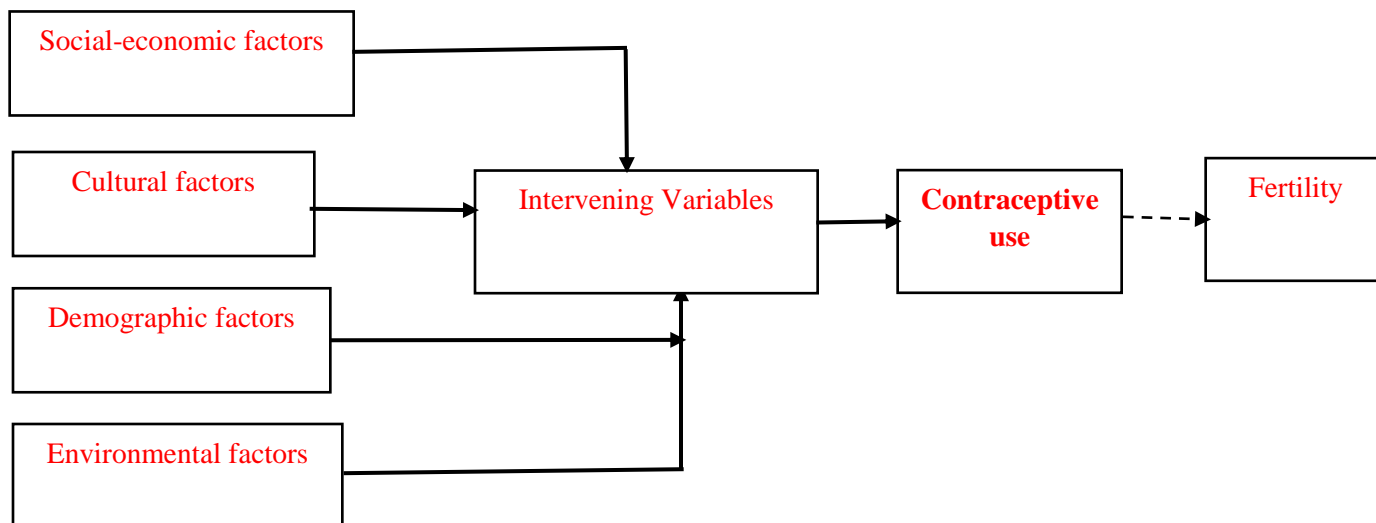 Social-economic factors
Cultural factors
Intervening Variables
Contraceptive
use
Fertility
Demographic factors
Environmental factors